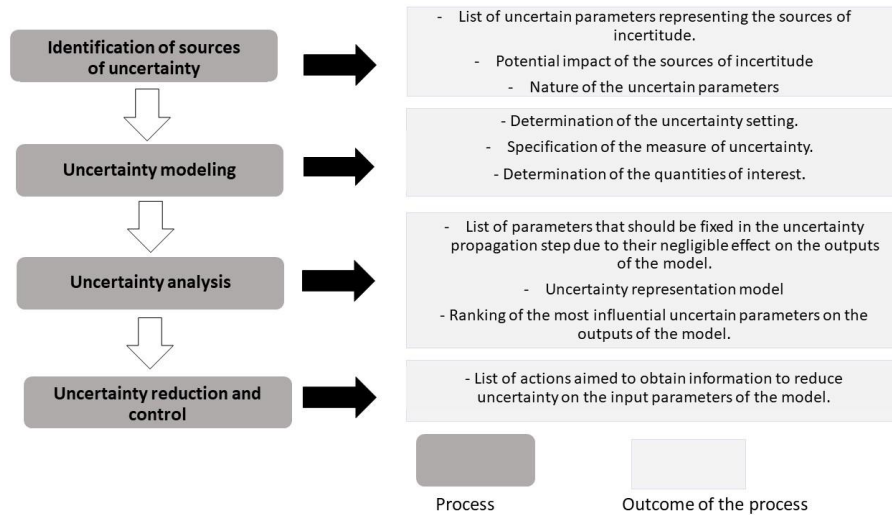 Identification of sources
of uncertainty
- List of uncertain parameters representing the sources of
incertitude.
- Potential impact of the sources of incertitude
- Nature of the uncertain parameters
Uncertainty modeling
- Determination of the uncertainty setting.
- Specification of the measure of uncertainty.
- Determination of the quantities of interest.
Uncertainty analysis
- List of parameters that should be fixed in the uncertainty
propagation step due to their negligible effect on the outputs
of the model.
- Uncertainty representation model
- Ranking of the most influential uncertain parameters on the
outputs of the model.
Uncertainty reduction and
control
- List of actions aimed to obtain information to reduce
uncertainty on the input parameters of the model.
Process
Outcome of the process